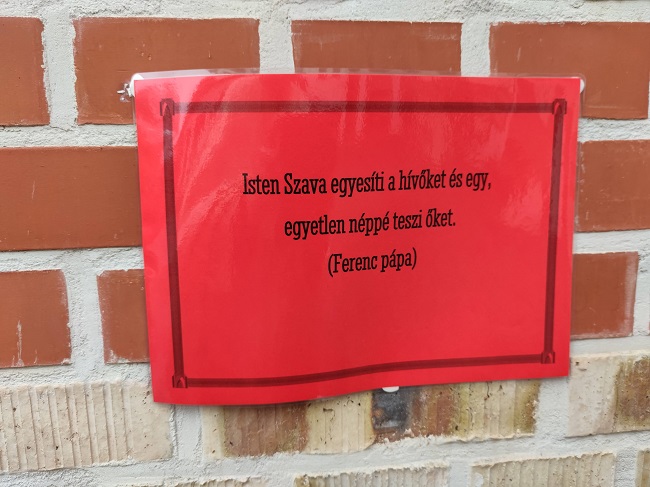 Isten Szava egyesíti a hívőket és egy,
egyetlen néppé teszi őket.
(Ferenc pápa)